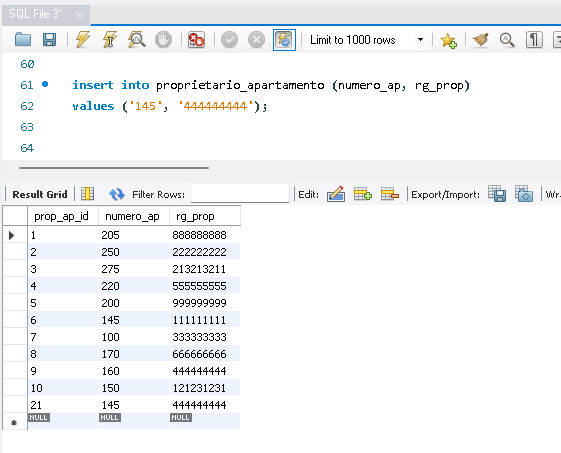 SQL File 3*
Limit to 1000 rows
60
61 insert into proprietario_apartamento (numero_ap, rg_prop)
62 values ('145', '444444444');
63
64
Result Grid Filter Rows: Edit: Export/Import: Wr
prop_ap_id numero_ap rg_prop
1 205 888888888
2 250 222222222
3 275 213213211
4 220 555555555
5 200 999999999
6 145 111111111
7 100 333333333
8 170 666666666
9 160 444444444
10 150 121231231
21 145 444444444
NULL NULL NULL